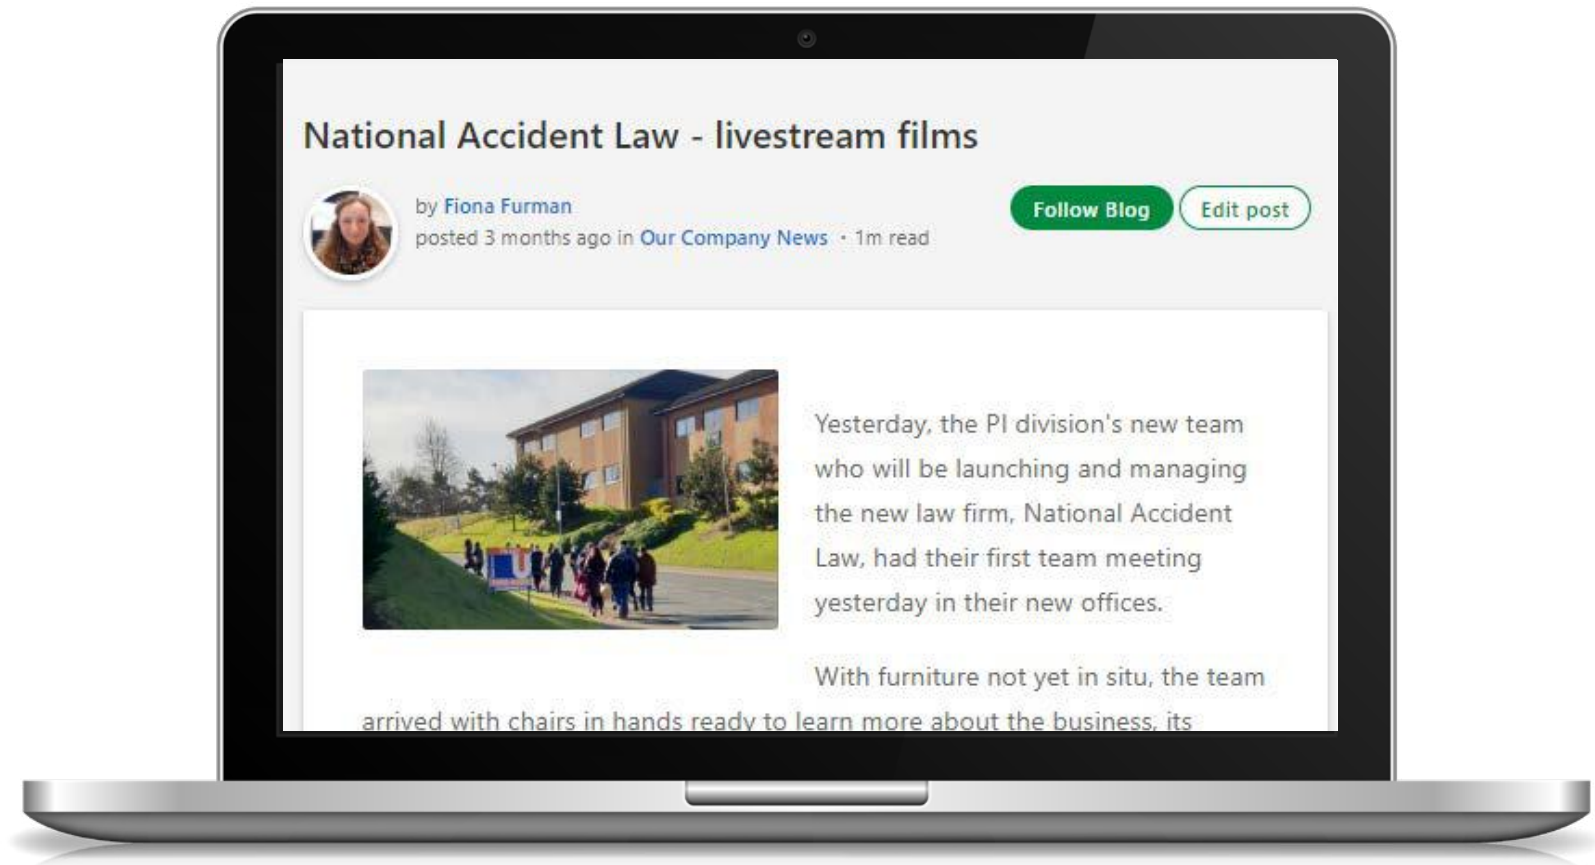 National Accident Law - livestream films
by Fiona Furman
Follow Blog
Edit post
posted 3 months ago in Our Company News · 1m read
Yesterday, the PI division's new team
who will be launching and managing
the new law firm, National Accident
Law, had their first team meeting
yesterday in their new offices.
With furniture not yet in situ, the team
arrived with chairs in hands ready to learn more about the business, its